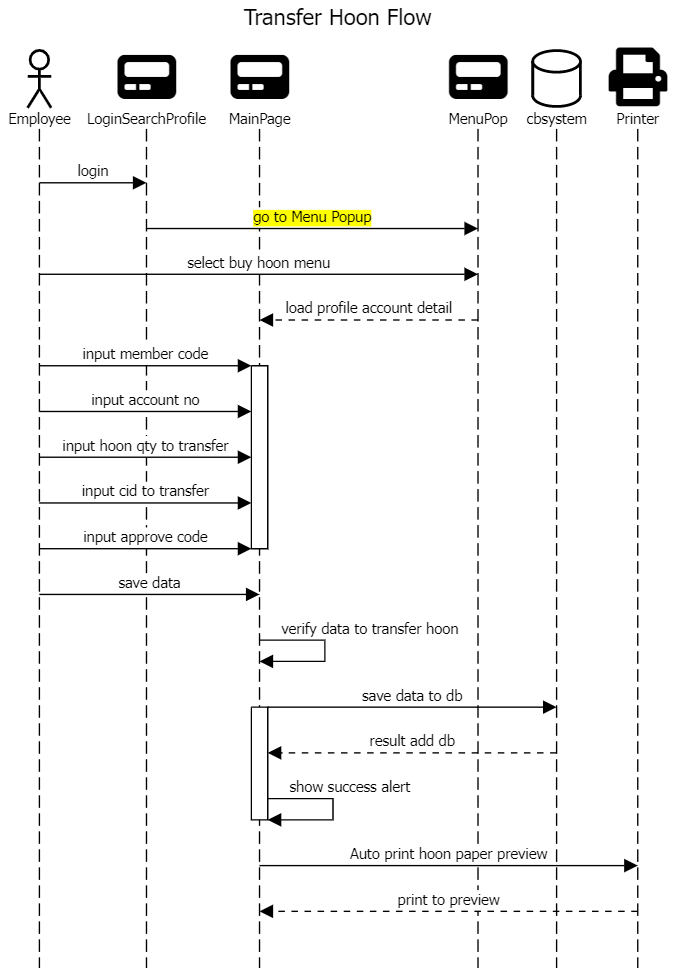 Transfer Hoon Flow
Employee
LoginSearchProfile
MainPage
MenuPop
cbsystem
Printer
login
go to Menu Popup
select buy hoon menu
load profile account detail
input member code
input account no
input hoon qty to transfer
input cid to transfer
input approve code
save data
verify data to transfer hoon
save data to db
result add db
show success alert
Auto print hoon paper preview
print to preview